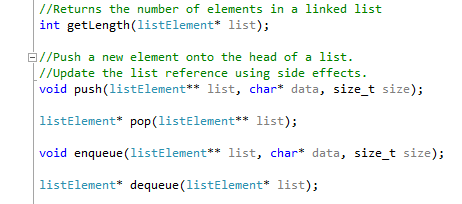 //Returns the number of elements in a linked list
int getLength(listElement* list);
//Push a new element onto the head of a list.
//Update the list reference using side effects.
void push(listElement** list, char* data, size_t size);
listElement* pop(listElement** list);
void enqueue(listElement** list, char* data, size_t size);
listElement* dequeue(listElement* list);